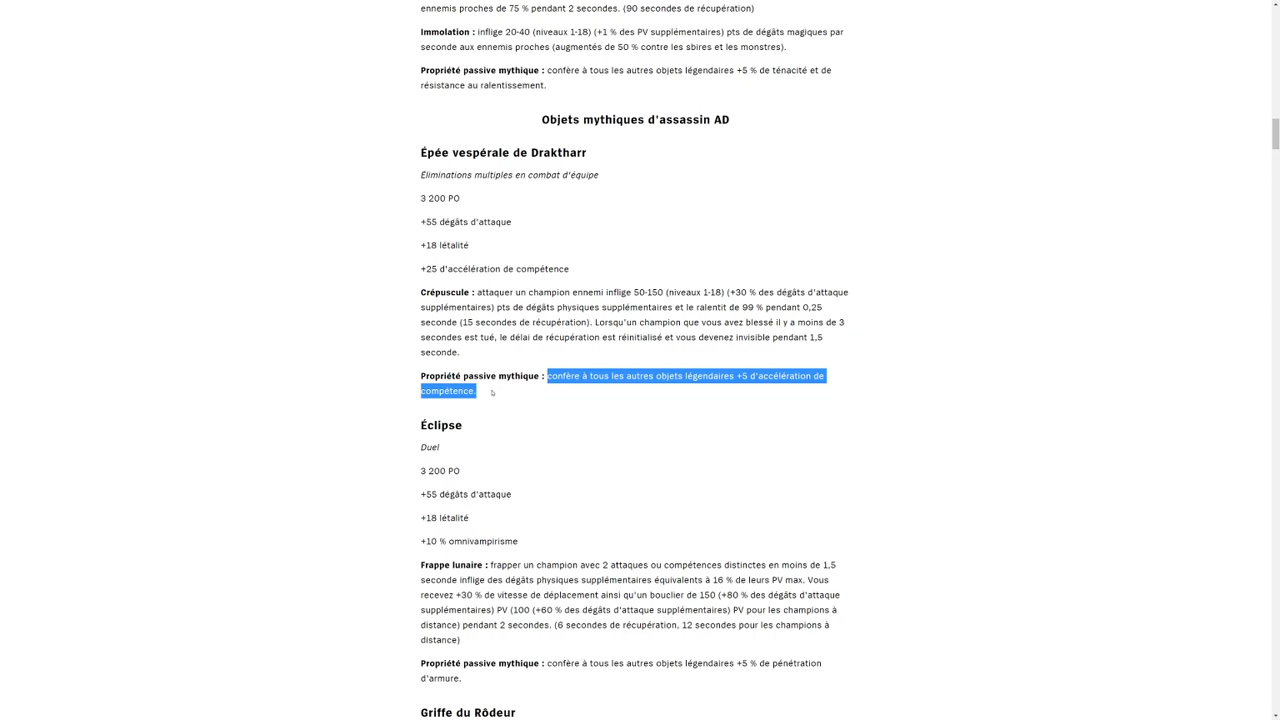 ennemis proches de 75 % pendant 2 secondes. (90 secondes de récupération)
Immolation : inflige 20-40 (niveaux 1-18) (+1 % des PV supplémentaires) pts de dégâts magiques par
seconde aux ennemis proches (augmentés de 50 % contre les sbires et les monstres).
Propriété passive mythique : confère à tous les autres objets légendaires +5 % de ténacité et de
résistance au ralentissement.
Objets mythiques d'assassin AD
Épée vespérale de Draktharr
Éliminations multiples en combat d'équipe
3 200 PO
+55 dégâts d'attaque
+18 létalité
+25 d'accélération de compétence
Crépuscule : attaquer un champion ennemi inflige 50-150 (niveaux 1-18) (+30 % des dégâts d'attaque
supplémentaires) pts de dégâts physiques supplémentaires et le ralentit de 99 % pendant 0,25
seconde (15 secondes de récupération). Lorsqu'un champion que vous avez blessé il y a moins de 3
secondes est tué, le délai de récupération est réinitialisé et vous devenez invisible pendant 1,5
seconde.
Propriété passive mythique : confère à tous les autres objets légendaires +5 d'accélération de
compétence.
Éclipse
Duel
3 200 PO
+55 dégâts d'attaque
+18 létalité
+10 % omnivampirisme
Frappe lunaire : frapper un champion avec 2 attaques ou compétences distinctes en moins de 1,5
seconde inflige des dégâts physiques supplémentaires équivalents à 16 % de leurs PV max. Vous
recevez +30 % de vitesse de déplacement ainsi qu'un bouclier de 150 (+80 % des dégâts d'attaque
supplémentaires) PV (100 (+60 % des dégâts d'attaque supplémentaires) PV pour les champions à
distance) pendant 2 secondes. (6 secondes de récupération, 12 secondes pour les champions à
distance)
Propriété passive mythique : confère à tous les autres objets légendaires +5 % de pénétration
d'armure.
Griffe du Rôdeur